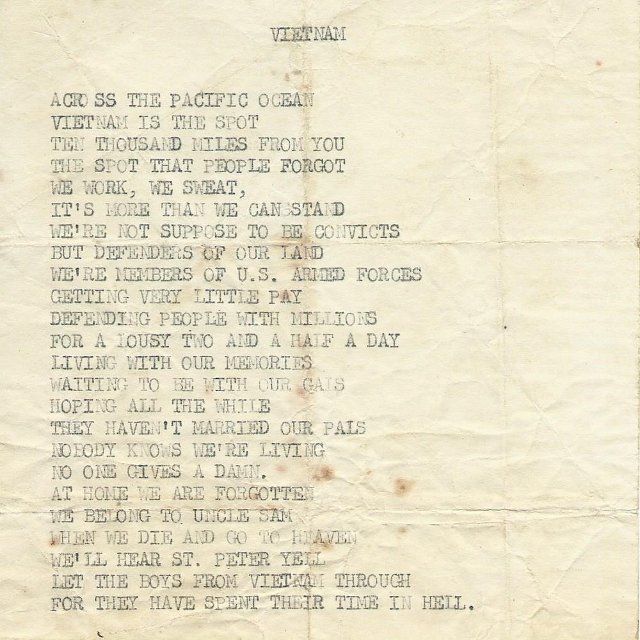 VIETNAM
ACROSS THE PACIFIC OCEAN
VIETNAM IS THE SPOT
TEN THOUSAND MILES FROM YOU
THE SPOT THAT PEOPLE FORGOT
WE WORK, WE SWEAT,
IT'S MORE THAN WE CAN STAND
WE'RE NOT SUPPOSE TO BE CONVICTS
BUT DEFENDERS OF OUR LAND
WE'RE MEMBERS OF U.S. ARMED FORCES
GETTING VERY LITTLE PAY
DEFENDING PEOPLE WITH MILLIONS
FOR A LOUSY TWO AND A HALF A DAY
LIVING WITH OUR MEMORIES
WAITING TO BE WITH OUR GALS
HOPING ALL THE WHILE
THEY HAVEN'T MARRIED OUR PALS
NOBODY KNOWS WE'RE LIVING
NO ONE GIVES A DAMN.
AT HOME WE ARE FORGOTTEN
WE BELONG TO UNCLE SAM
WHEN WE DIE AND GO TO HEAVEN
WE'LL HEAR ST. PETER YELL
LET THE BOYS FROM VIETNAM THROUGH
FOR THEY HAVE SPENT THEIR TIME IN HELL.